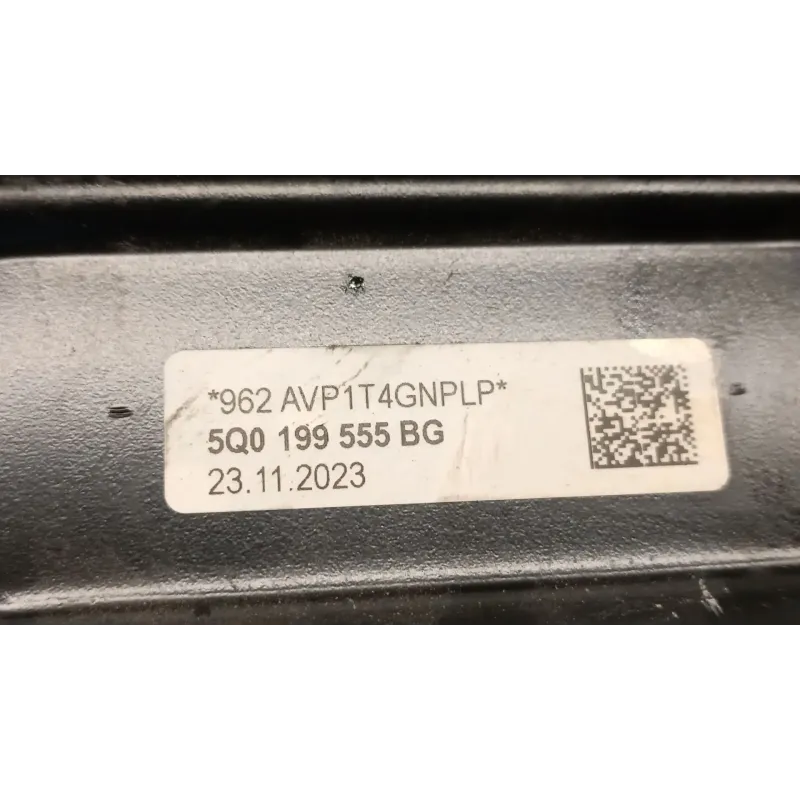 *962 AVP1T4GNPLP*
5Q0 199 555 BG
23.11.2023